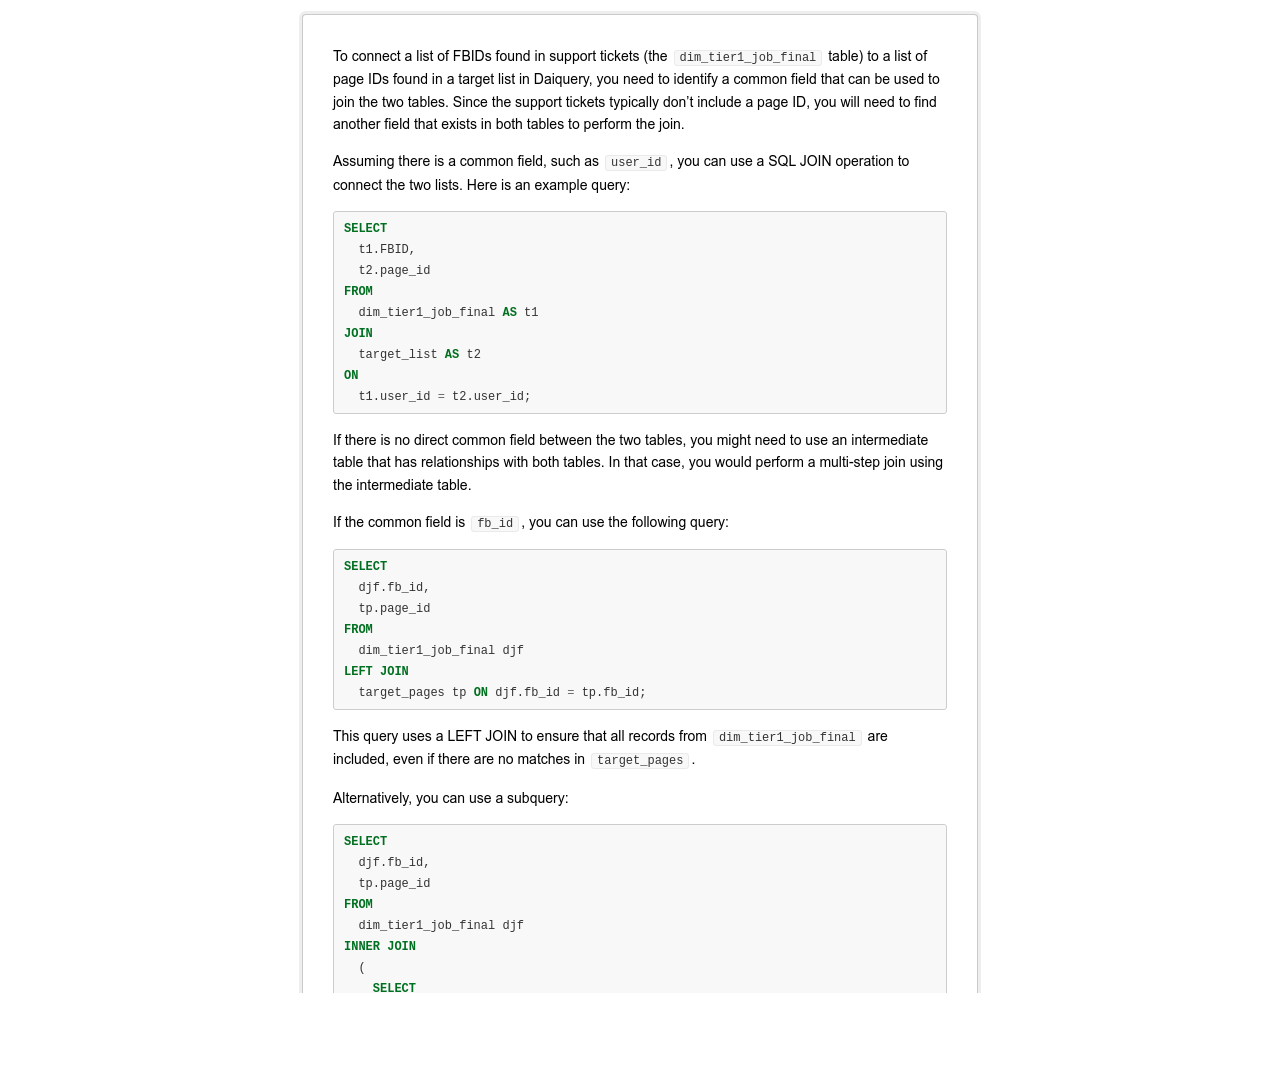 To connect a list of FBIDs found in support tickets (the dim_tier1_job_final table) to a list of
page IDs found in a target list in Daiquery, you need to identify a common field that can be used to
join the two tables. Since the support tickets typically don’t include a page ID, you will need to find
another field that exists in both tables to perform the join.
Assuming there is a common field, such as user_id, you can use a SQL JOIN operation to
connect the two lists. Here is an example query:
SELECT
  t1.FBID,
  t2.page_id
FROM
  dim_tier1_job_final AS t1
JOIN
  target_list AS t2
ON
  t1.user_id = t2.user_id;
If there is no direct common field between the two tables, you might need to use an intermediate
table that has relationships with both tables. In that case, you would perform a multi-step join using
the intermediate table.
If the common field is fb_id, you can use the following query:
SELECT
  djf.fb_id,
  tp.page_id
FROM
  dim_tier1_job_final djf
LEFT JOIN
  target_pages tp ON djf.fb_id = tp.fb_id;
This query uses a LEFT JOIN to ensure that all records from dim_tier1_job_final are
included, even if there are no matches in target_pages.
Alternatively, you can use a subquery:
SELECT
  djf.fb_id,
  tp.page_id
FROM
  dim_tier1_job_final djf
INNER JOIN
  (
    SELECT